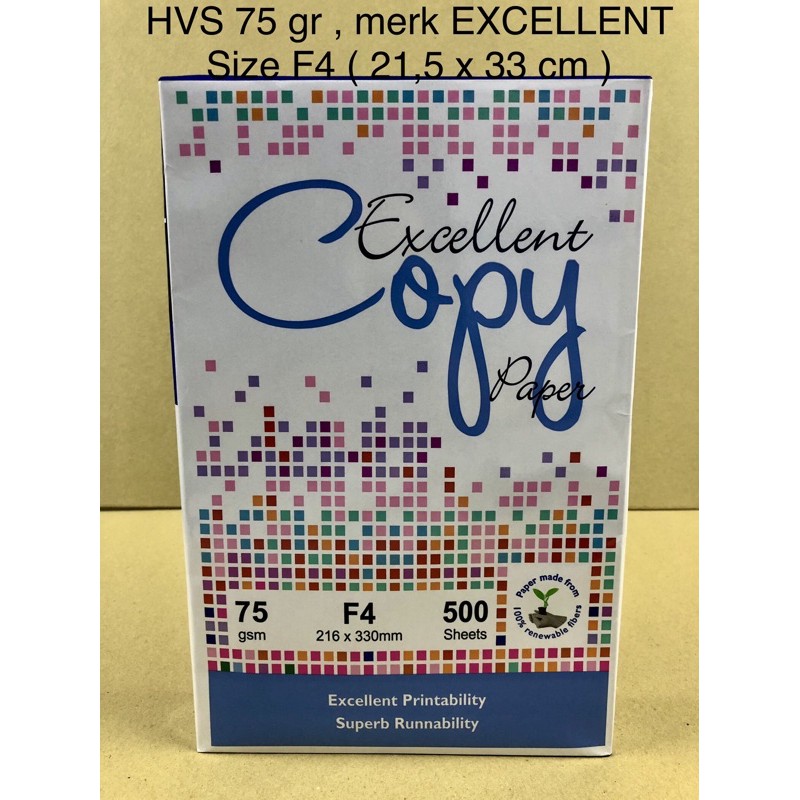 HVS 75 gr , merk EXCELLENT
Size F4 ( 21,5 x 33 cm )
Excellent
Copy
Paper
75
gsm
F4
216 x 330mm
500
Sheets
Paper made from
100% renewable fibers
Excellent Printability
Superb Runnability